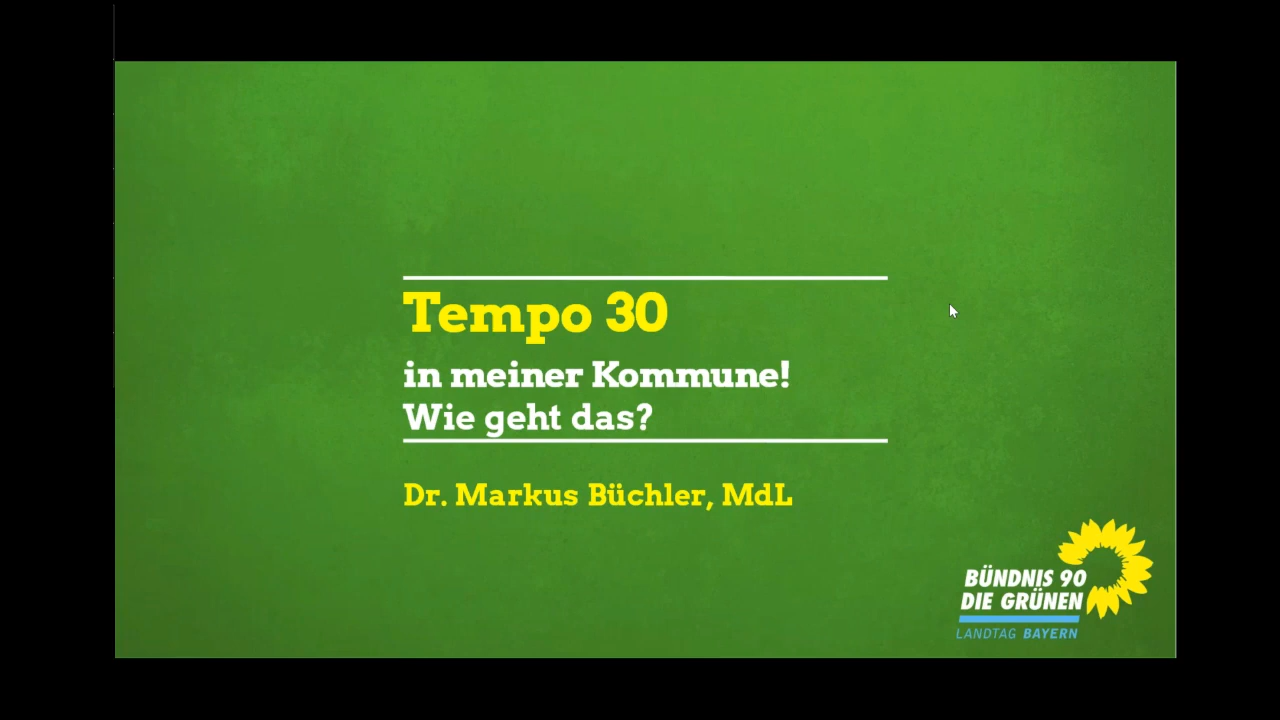 Tempo 30
in meiner Kommune!
Wie geht das?
Dr. Markus Büchler, MdL
BÜNDNIS 90
DIE GRÜNEN
LANDTAG BAYERN